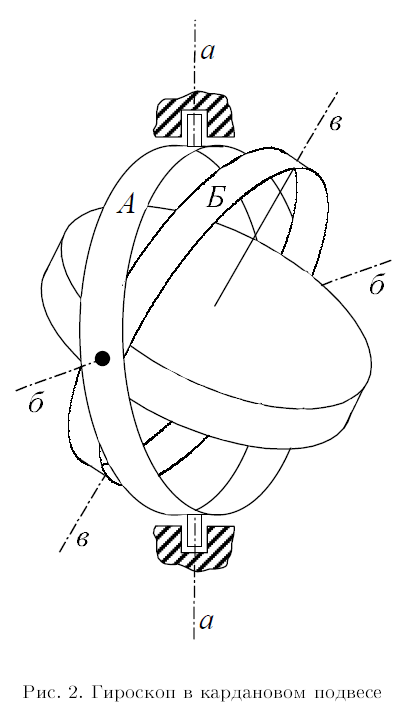 а
в
А
Б
б
б
в
а
Рис. 2. Гироскоп в кардановом подвесе